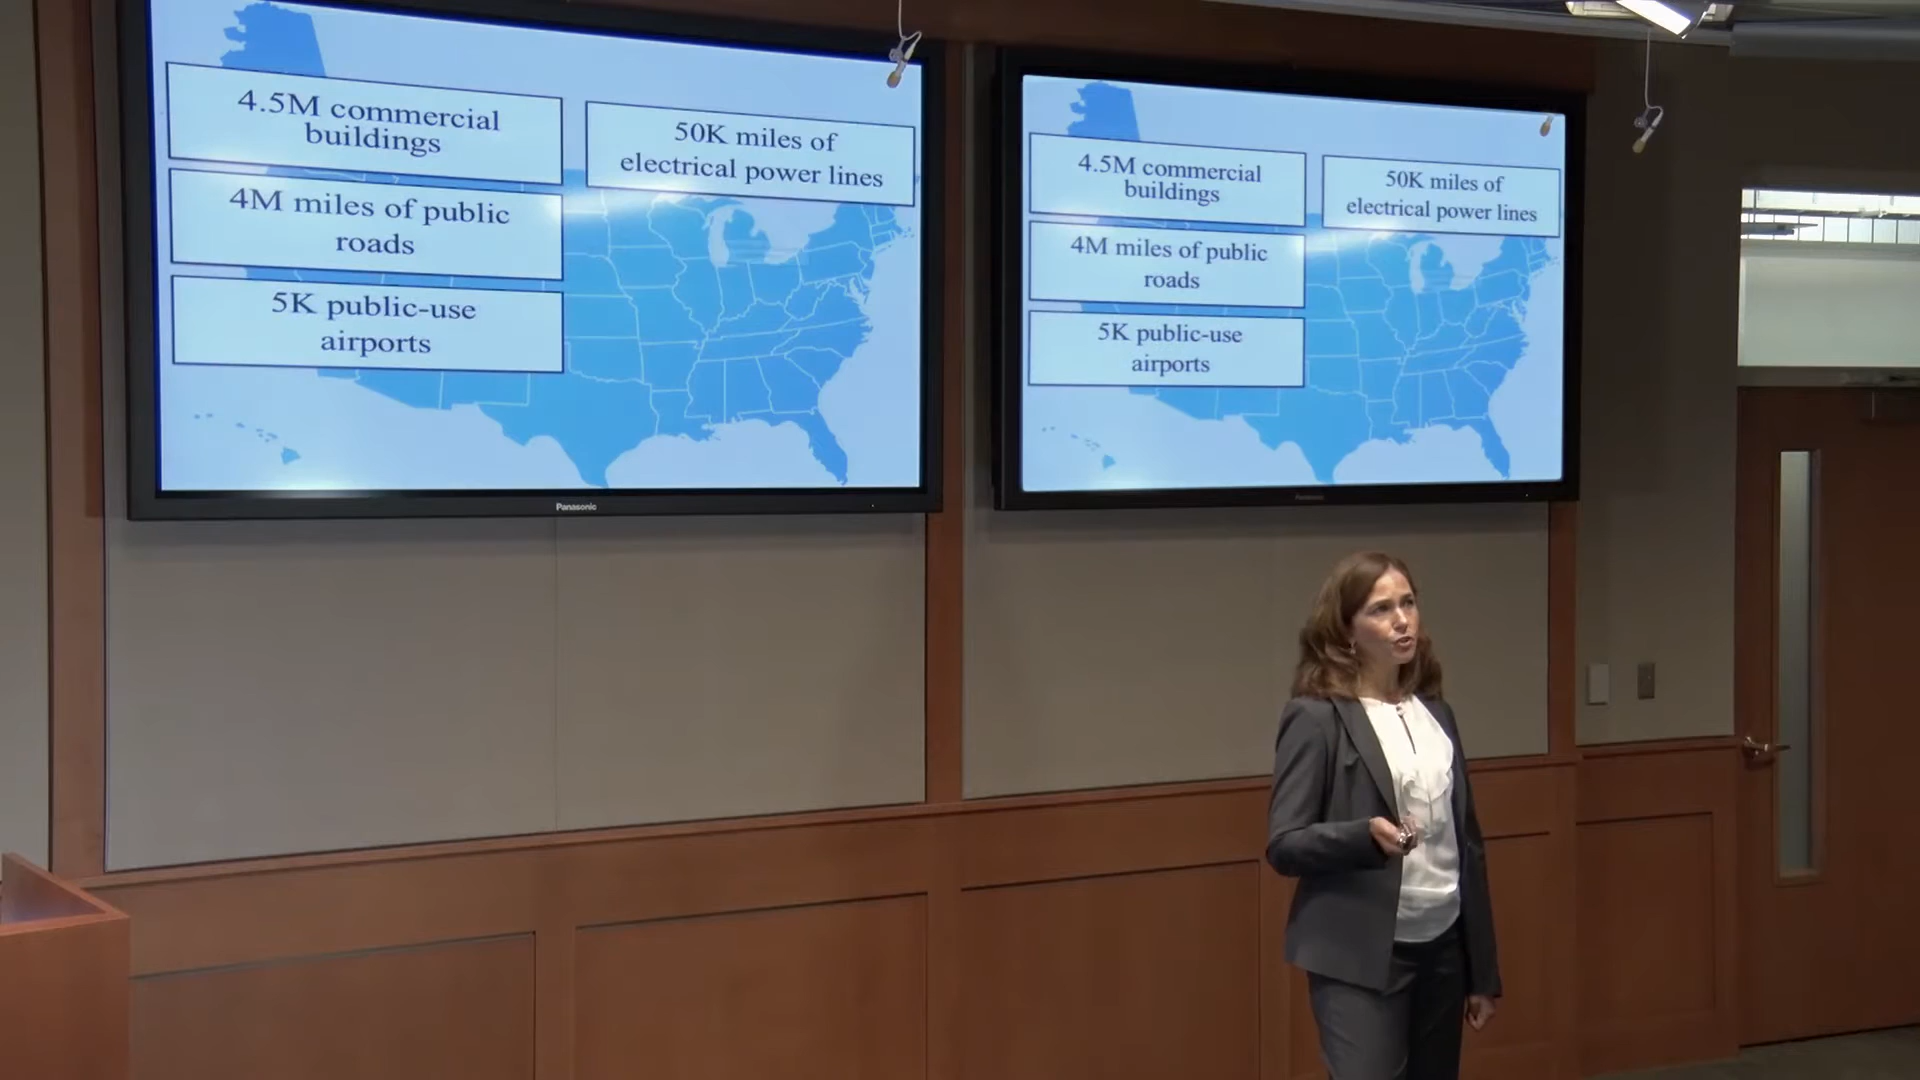 4.5M commercial
buildings
50K miles of
electrical power lines
4M miles of public
roads
5K public-use
airports
Panasonic
4.5M commercial
buildings
50K miles of
electrical power lines
4M miles of public
roads
5K public-use
airports
Panasonic